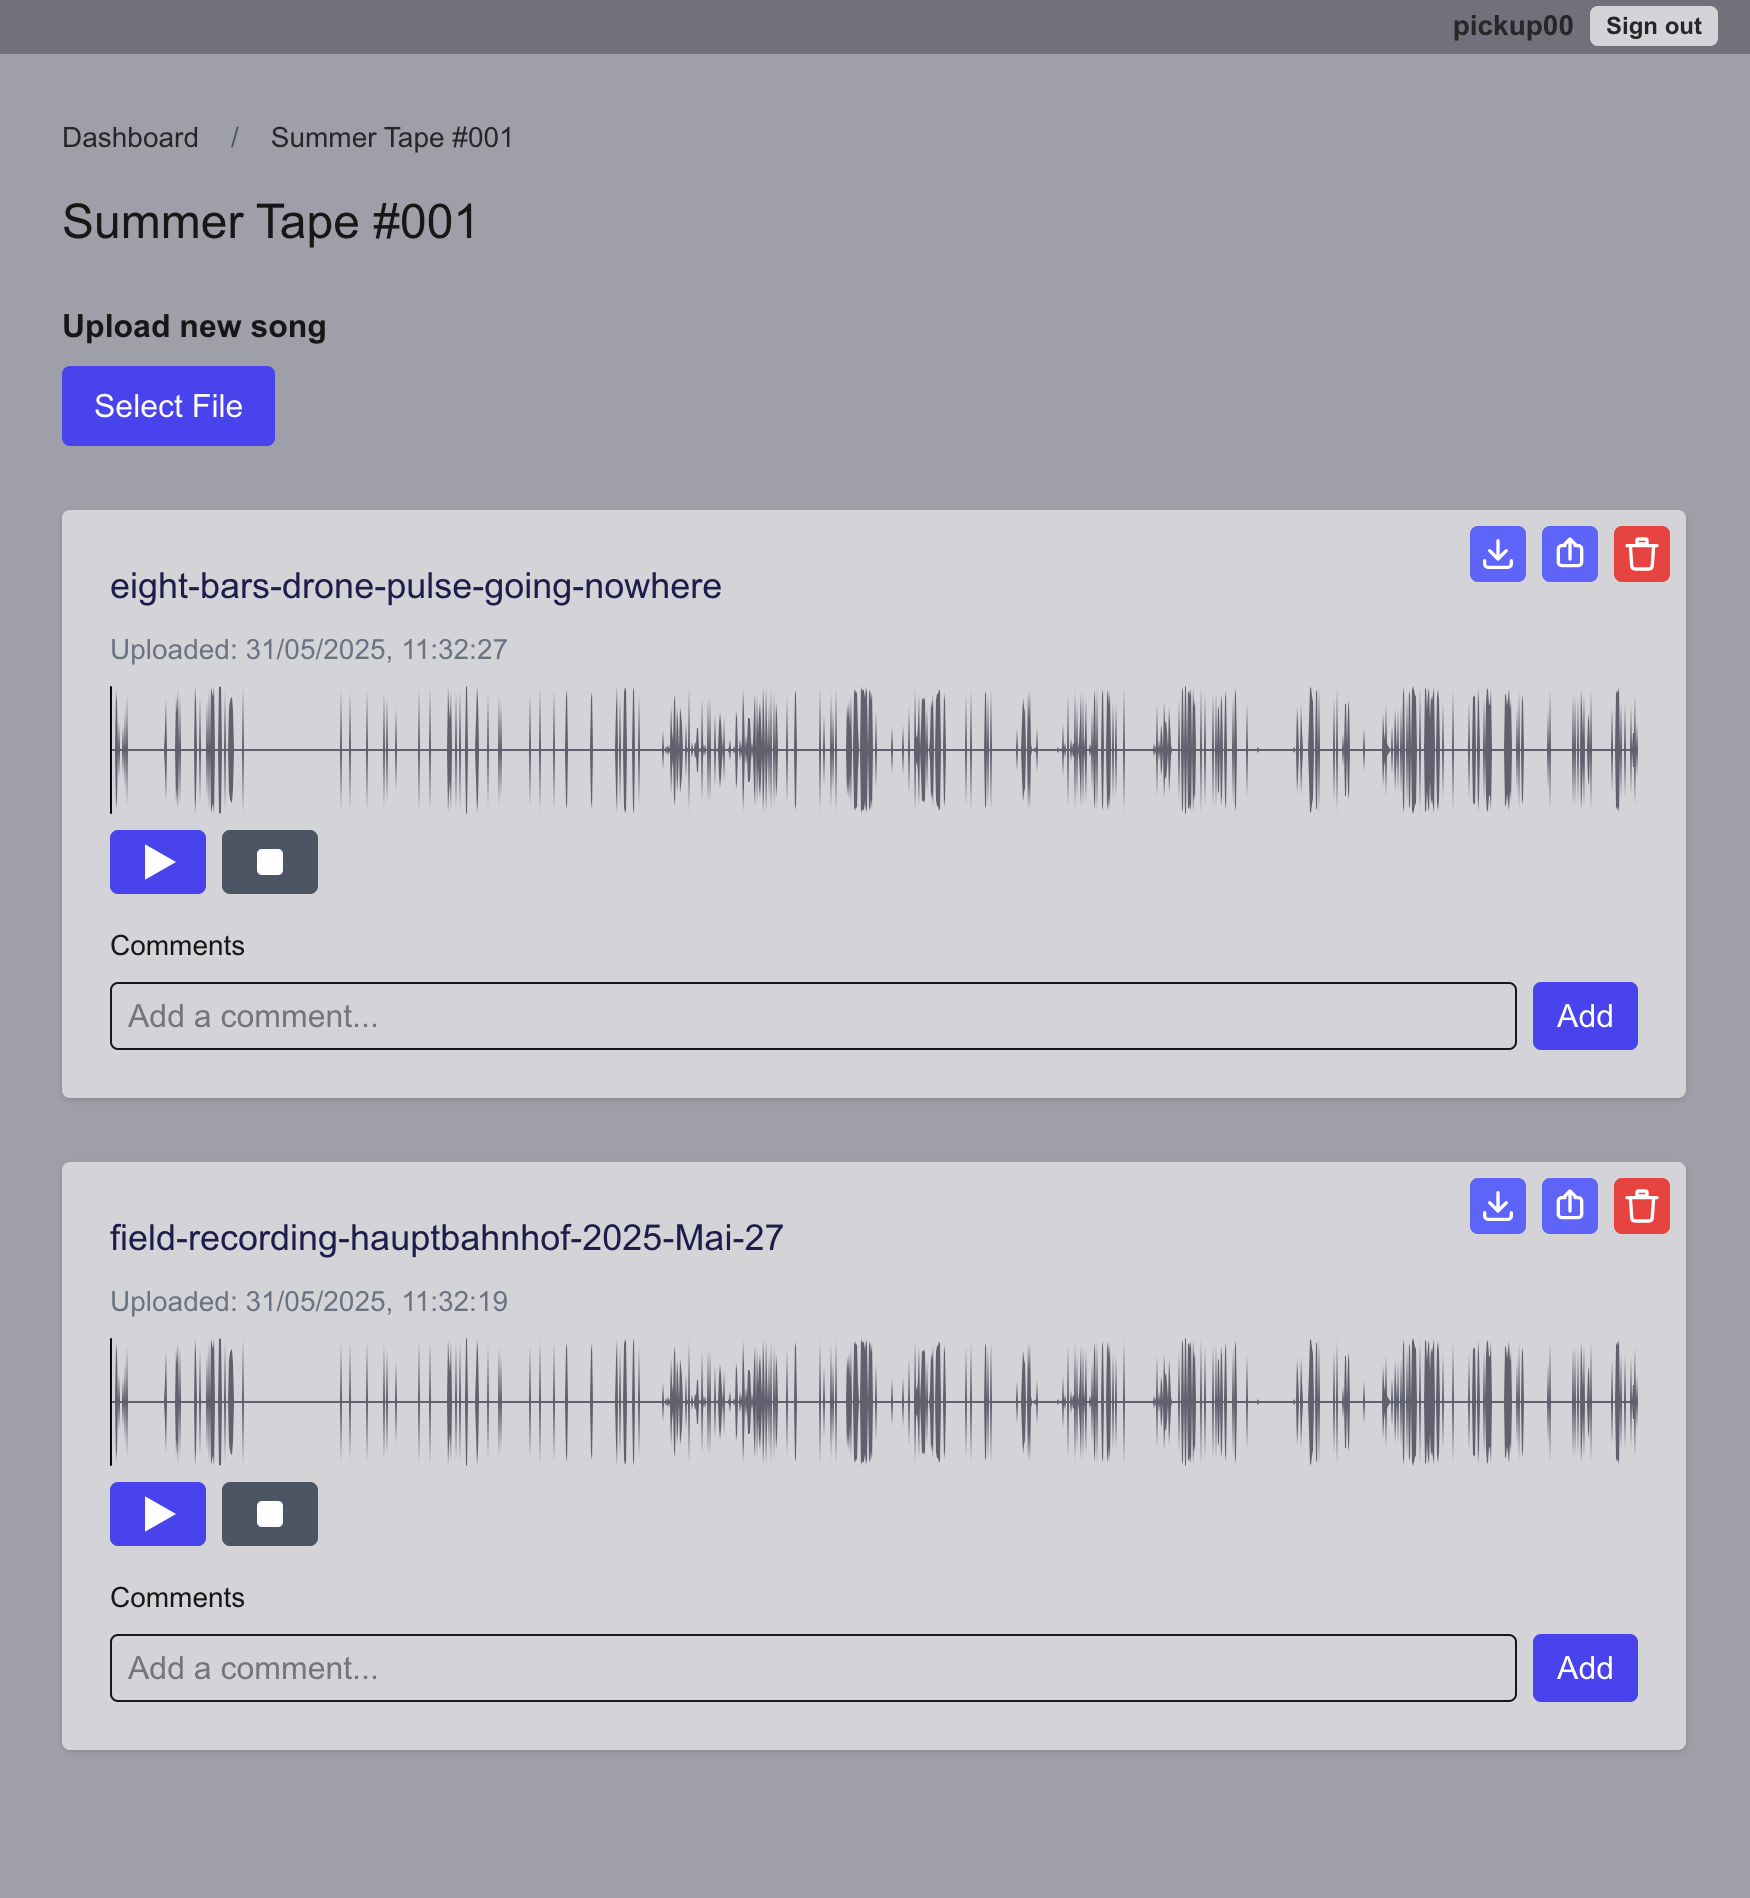 pickup00 Sign out
Dashboard / Summer Tape #001
Summer Tape #001
Upload new song
Select File
eight-bars-drone-pulse-going-nowhere
Uploaded: 31/05/2025, 11:32:27
Comments
Add a comment... Add
field-recording-hauptbahnhof-2025-Mai-27
Uploaded: 31/05/2025, 11:32:19
Comments
Add a comment... Add